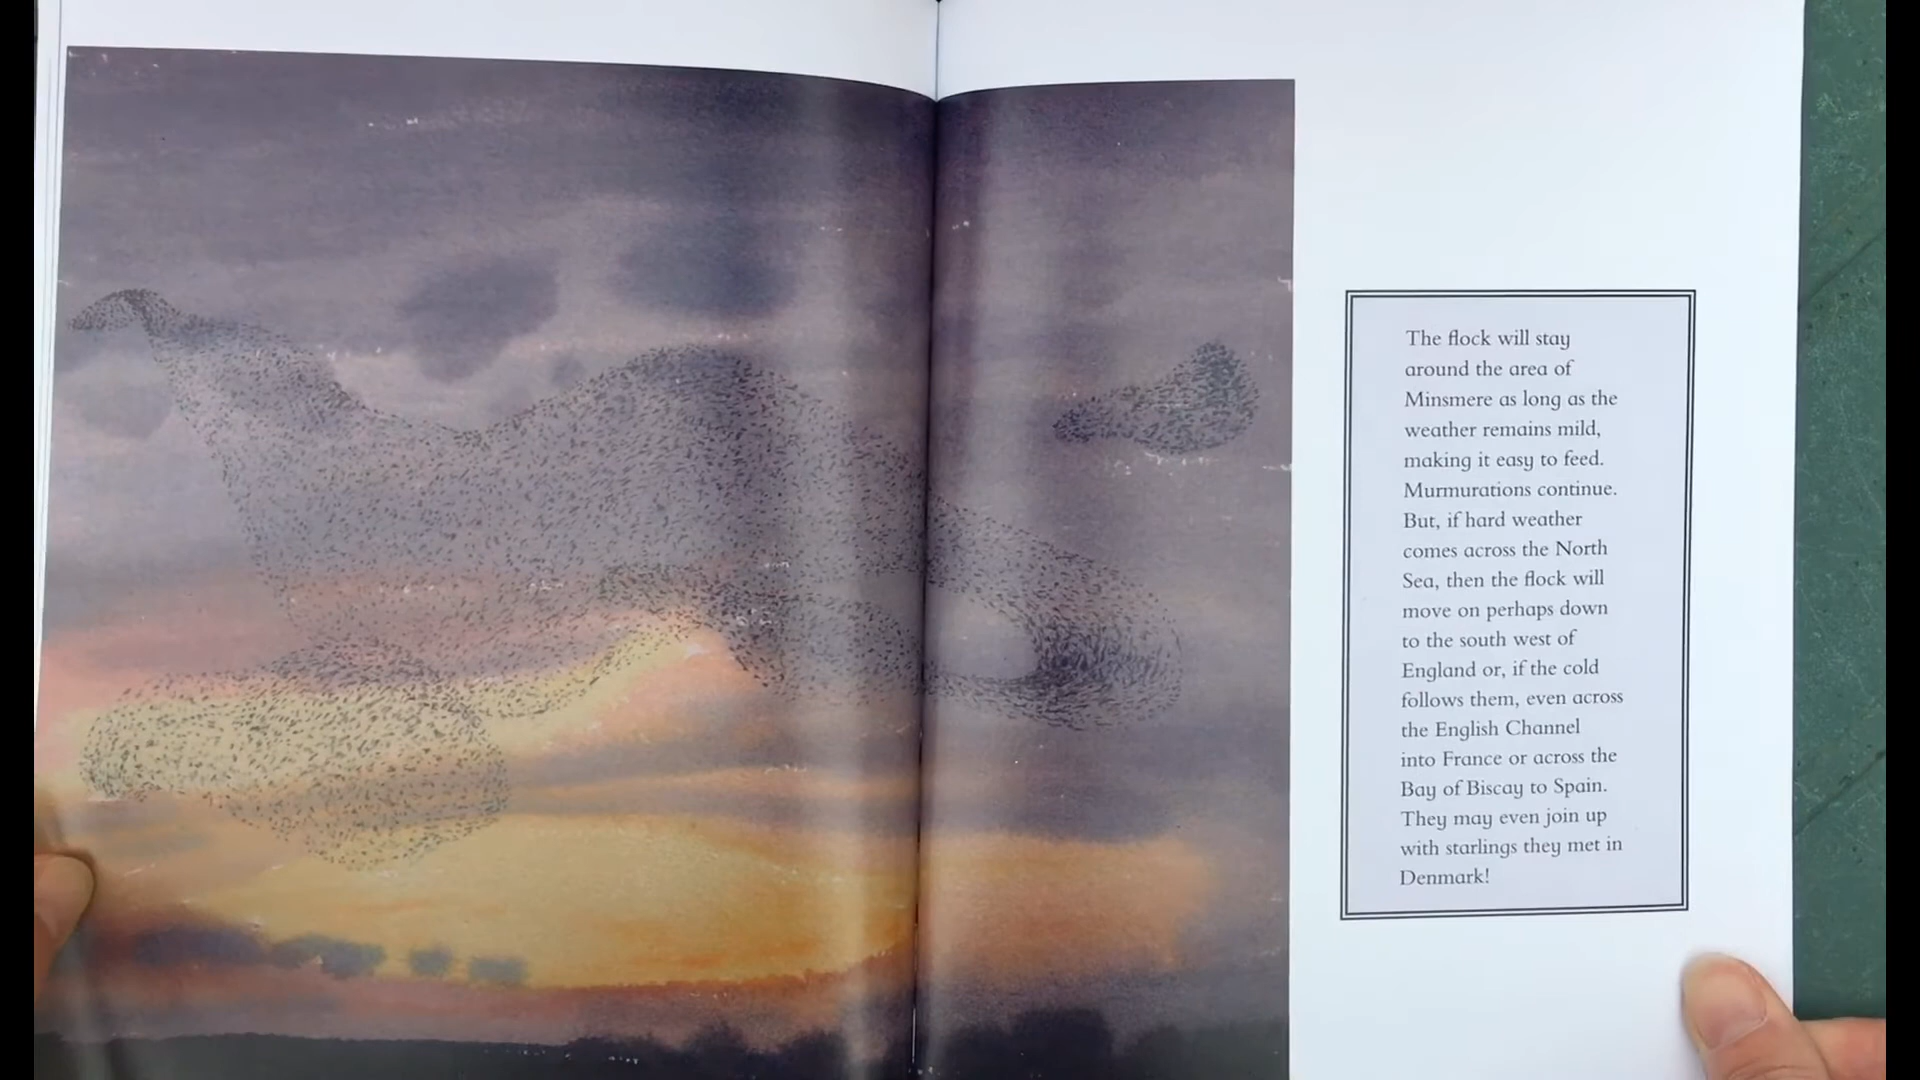 The flock will stay
around the area of
Minsmere as long as the
weather remains mild,
making it easy to feed.
Murmurations continue.
But, if hard weather
comes across the North
Sea, then the flock will
move on perhaps down
to the south west of
England or, if the cold
follows them, even across
the English Channel
into France or across the
Bay of Biscay to Spain.
They may even join up
with starlings they met in
Denmark!